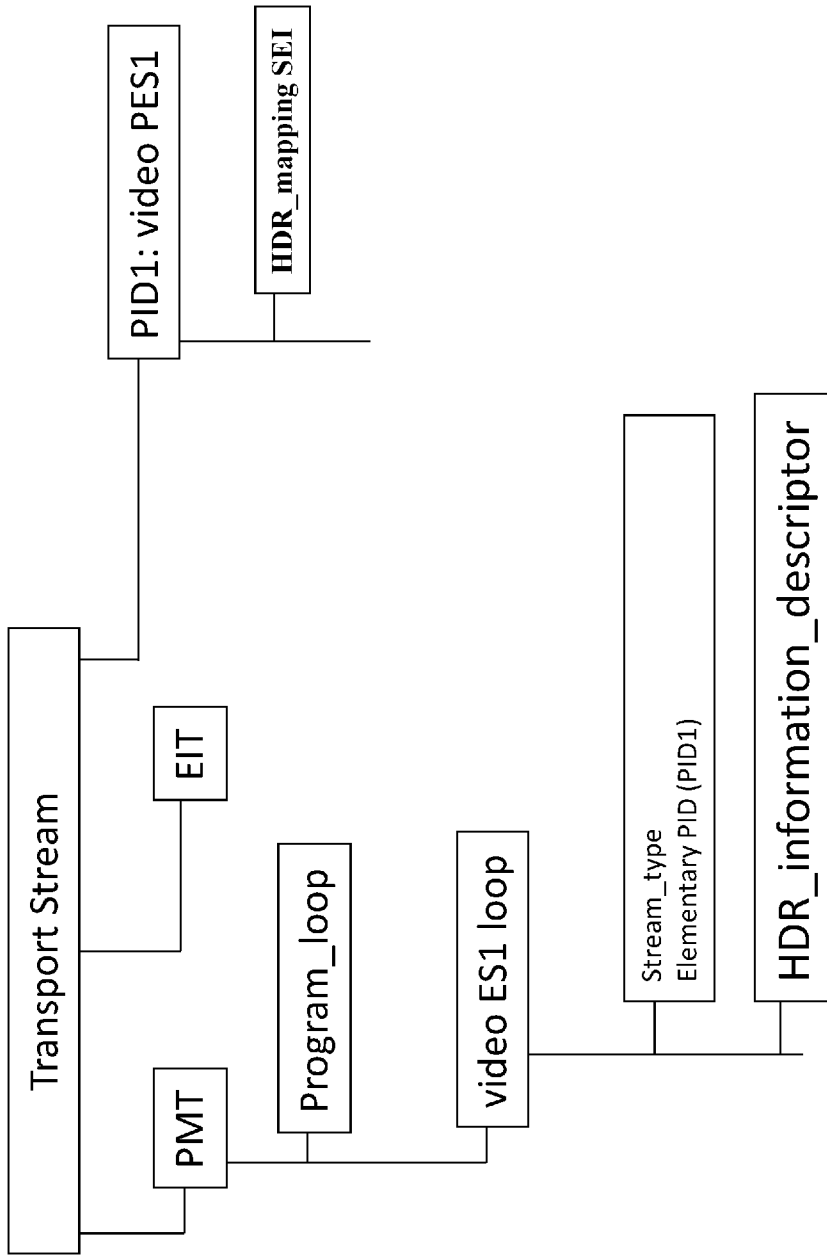 Transport Stream
PMT
EIT
PID1: video PES1
Program_loop
HDR_mapping SEI
video ES1 loop
Stream_type
Elementary PID (PID1)
HDR_information_descriptor